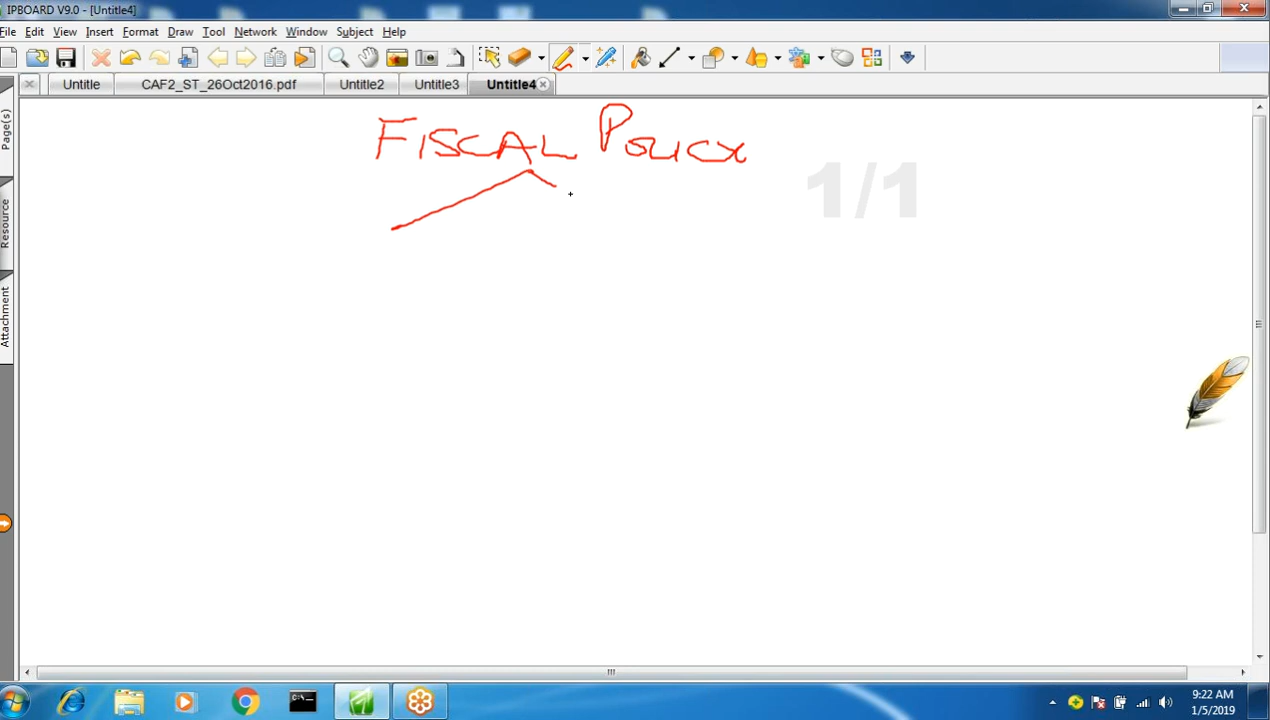 IPBOARD V9.0 - [Untitle4]
File Edit View Insert Format Draw Tool Network Window Subject Help
Untitle CAF2_ST_26Oct2016.pdf Untitle2 Untitle3 Untitle4
Page(s)
Resource
Attachment
FISCAL POLICY
1/1
9:22 AM
1/5/2019